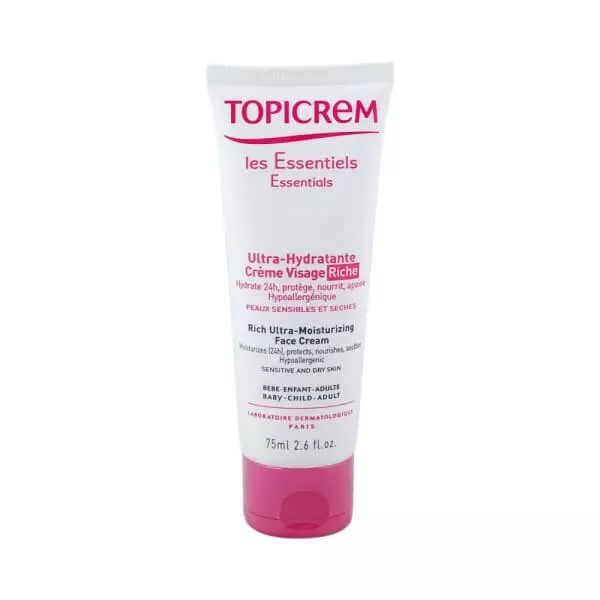 TOPICREM
les Essentiels
Essentials
Ultra-Hydratante
Crème Visage Riche
Hydrate 24h, protège, nourrit, apaise
Hypoallergénique
PEAUX SENSIBLES ET SECHES
Rich Ultra-Moisturizing
Face Cream
Moisturizes (24h), protects, nourishes, soothes
Hypoallergenic
SENSITIVE AND DRY SKIN
BEBE-ENFANT-ADULTE
BABY-CHILD-ADULT
LABORATOIRE DERMATOLOGIQUE
PARIS
75ml 2.6 fl.oz.